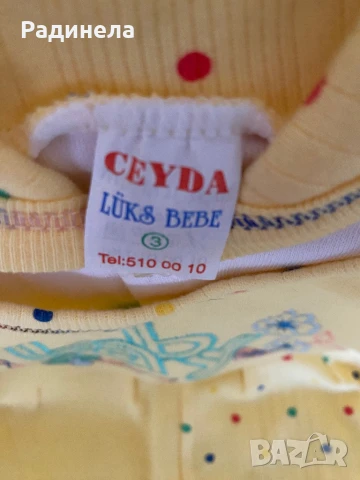 Радинела
CEYDA
LÜKS BEBE
3
Tel:510 00 10
BAZAR